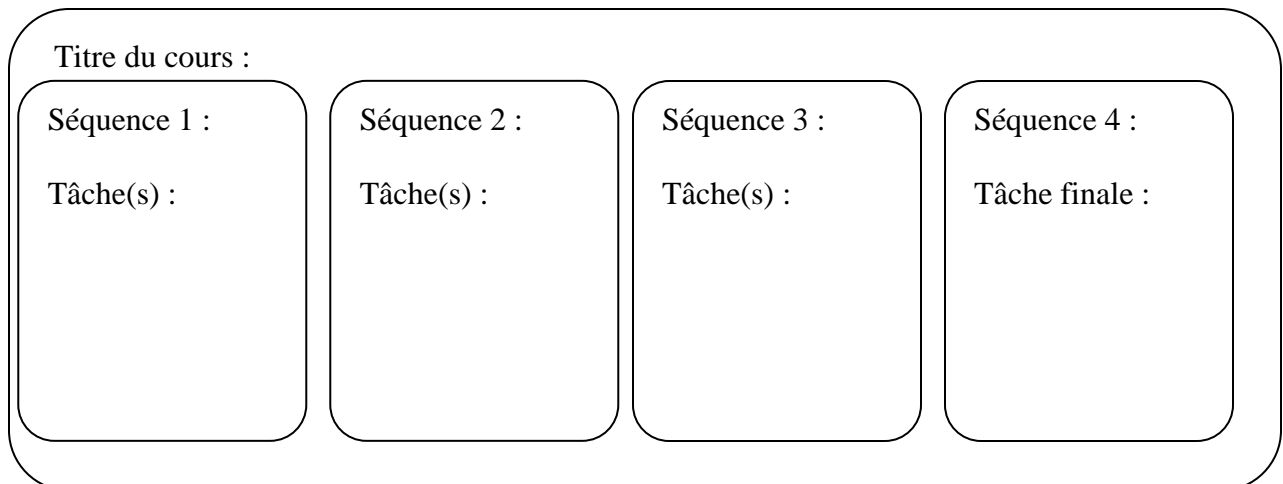 Titre du cours :
Séquence 1 :
Tâche(s) :
Séquence 2 :
Tâche(s) :
Séquence 3 :
Tâche(s) :
Séquence 4 :
Tâche finale :